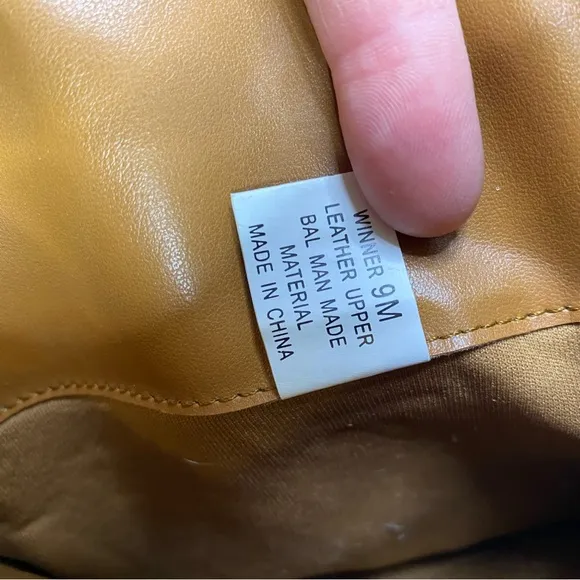 WINNER 9M
LEATHER UPPER
BAL MAN MADE
MATERIAL
MADE IN CHINA